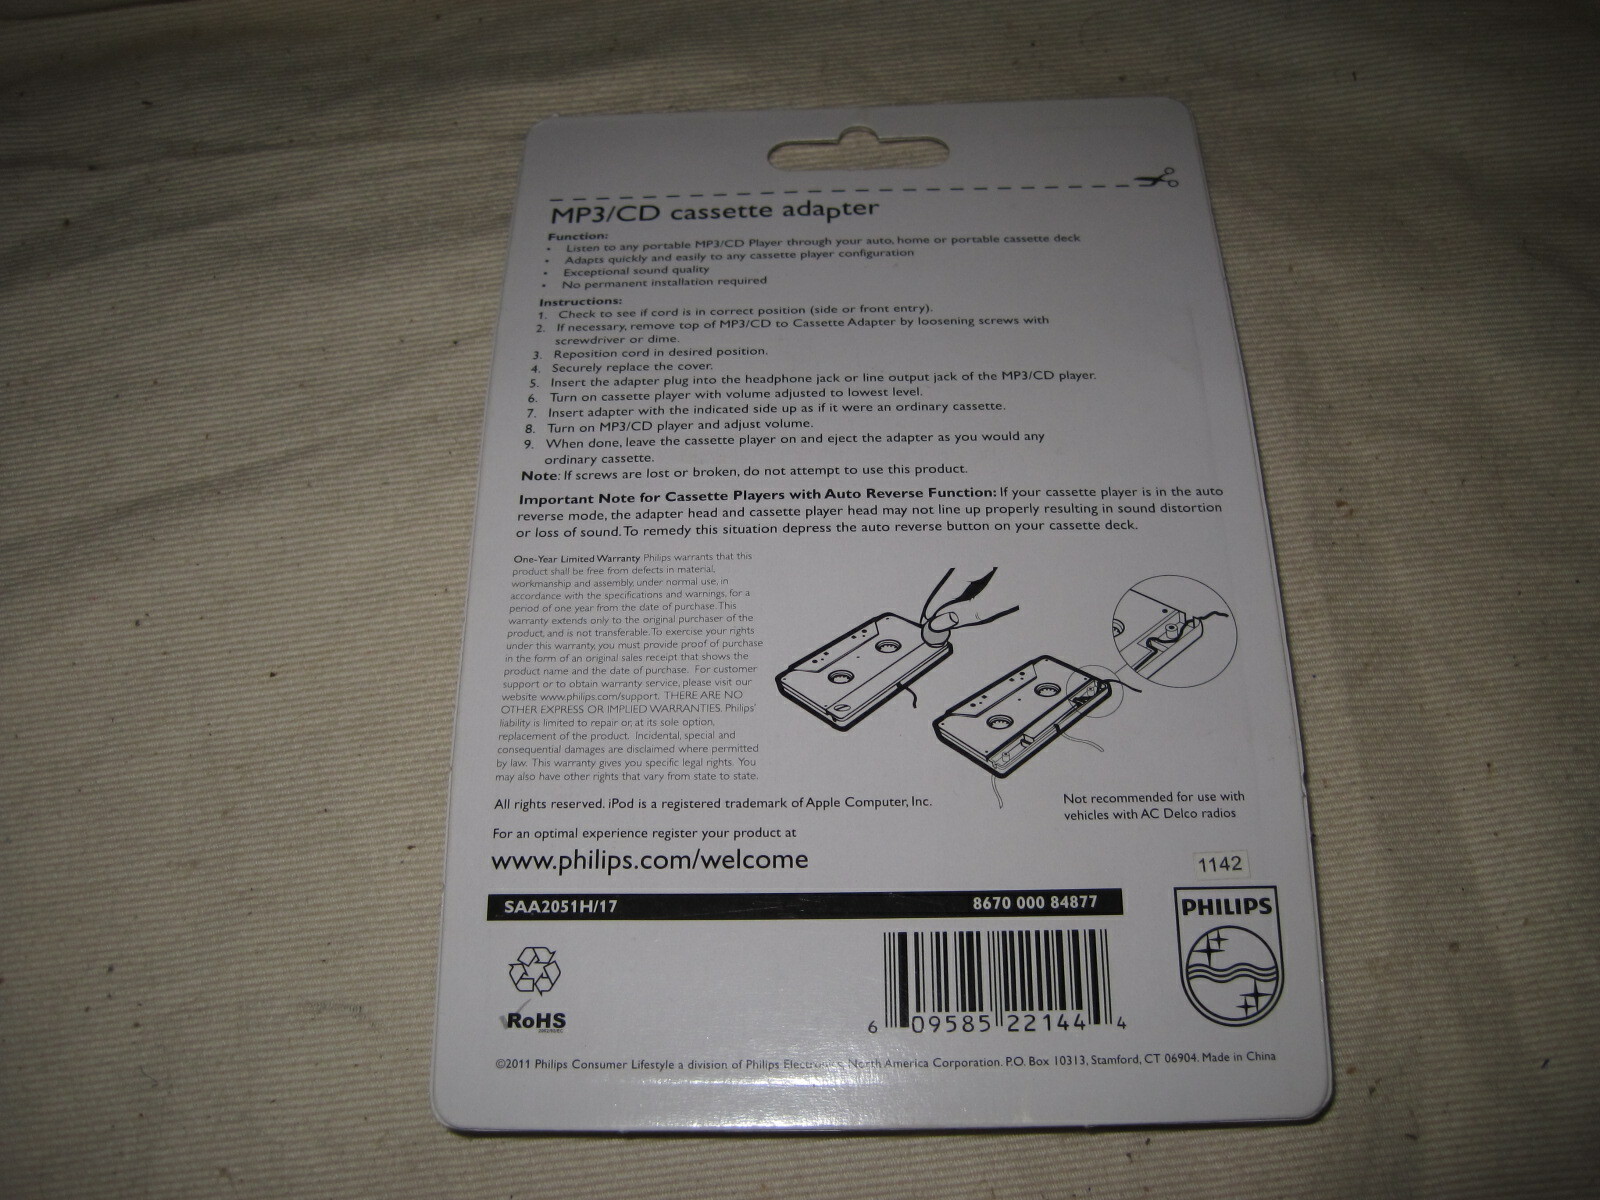 MP3/CD cassette adapter
Function:
• Listen to any portable MP3/CD Player through your auto, home or portable cassette deck
• Adapts quickly and easily to any cassette player configuration
• Exceptional sound quality
• No permanent installation required
Instructions:
1. Check to see if cord is in correct position (side or front entry).
2. If necessary, remove top of MP3/CD to Cassette Adapter by loosening screws with
screwdriver or dime.
3. Reposition cord in desired position.
4. Securely replace the cover.
5. Insert the adapter plug into the headphone jack or line output jack of the MP3/CD player.
6. Turn on cassette player with volume adjusted to lowest level.
7. Insert adapter with the indicated side up as if it were an ordinary cassette.
8. Turn on MP3/CD player and adjust volume.
9. When done, leave the cassette player on and eject the adapter as you would any
ordinary cassette.
Note: If screws are lost or broken, do not attempt to use this product.
Important Note for Cassette Players with Auto Reverse Function: If your cassette player is in the auto
reverse mode, the adapter head and cassette player head may not line up properly resulting in sound distortion
or loss of sound. To remedy this situation depress the auto reverse button on your cassette deck.
One-Year Limited Warranty Philips warrants that this
product shall be free from defects in material,
workmanship and assembly, under normal use, in
accordance with the specifications and warnings, for a
period of one year from the date of purchase. This
warranty extends only to the original purchaser of the
product, and is not transferable. To exercise your rights
under this warranty, you must provide proof of purchase
in the form of an original sales receipt that shows the
product name and the date of purchase. For customer
support or to obtain warranty service, please visit our
website www.philips.com/support. THERE ARE NO
OTHER EXPRESS OR IMPLIED WARRANTIES. Philips'
liability is limited to repair or, at its sole option,
replacement of the product. Incidental, special and
consequential damages are disclaimed where permitted
by law. This warranty gives you specific legal rights. You
may also have other rights that vary from state to state.
All rights reserved. iPod is a registered trademark of Apple Computer, Inc.
Not recommended for use with
vehicles with AC Delco radios
For an optimal experience register your product at
www.philips.com/welcome
1142
SAA2051H/17 8670 000 84877
PHILIPS
RoHS
6 09585 22144 4
©2011 Philips Consumer Lifestyle a division of Philips Electronics North America Corporation. P.O. Box 10313, Stamford, CT 06904. Made in China